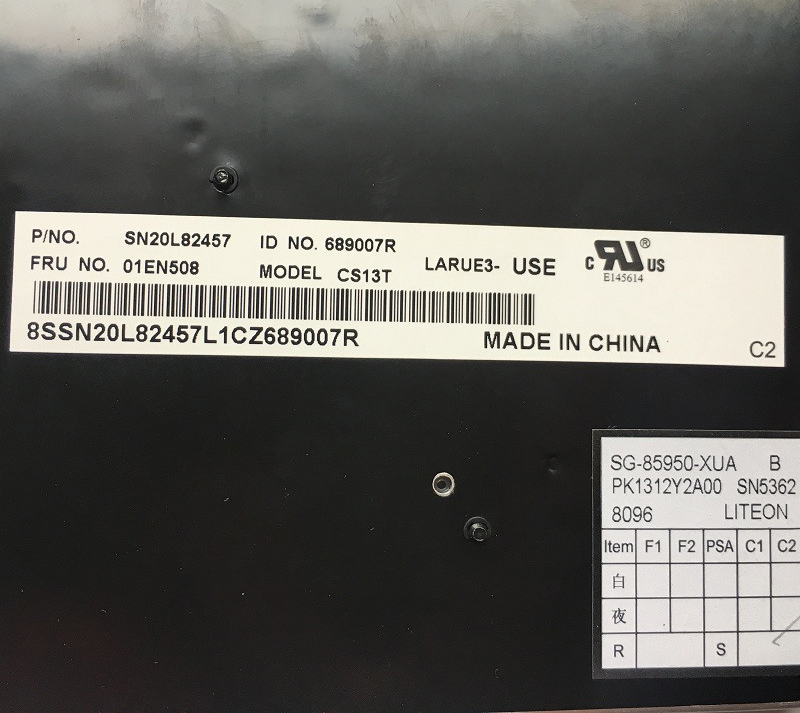 P/NO. SN20L82457 ID NO. 689007R
FRU NO. 01EN508 MODEL CS13T LARUE3- USE
C RU ® US
E145614
8SSN20L82457L1CZ689007R MADE IN CHINA
C2
SG-85950-XUA B
PK1312Y2A00 SN5362
8096 LITEON
Item F1 F2 PSA C1 C2
白
夜
R S